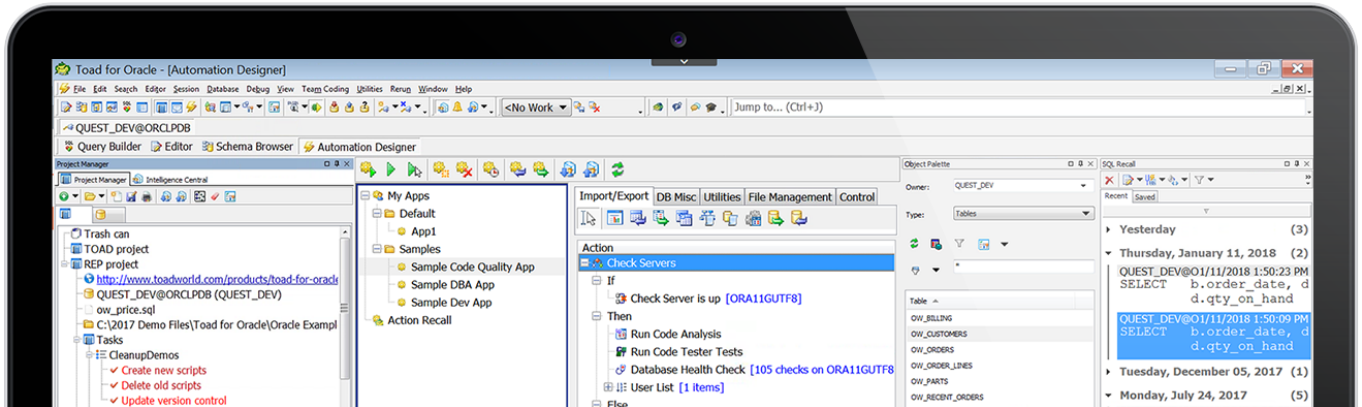 Toad for Oracle - [Automation Designer]
File Edit Search Editor Session Database Debug View Team Coding Utilities Rerun Window Help
<No Work
Jump to... (Ctrl+J)
QUEST_DEV@ORCLPDB
Query Builder Editor Schema Browser Automation Designer
Project Manager
Project Manager Intelligence Central
Trash can
TOAD project
REP project
http://www.toadworld.com/products/toad-for-oracle
QUEST_DEV@ORCLPDB (QUEST_DEV)
ow_price.sql
C:\2017 Demo Files\Toad for Oracle\Oracle Exampl
Tasks
CleanupDemos
Create new scripts
Delete old scripts
Update version control
My Apps
Default
App1
Samples
Sample Code Quality App
Sample DBA App
Sample Dev App
Action Recall
Import/Export DB Misc Utilities File Management Control
Action
Check Servers
If
Check Server is up [ORA11GUTF8]
Then
Run Code Analysis
Run Code Tester Tests
Database Health Check [105 checks on ORA11GUTF8
User List [1 items]
Else
Object Palette
Owner: QUEST_DEV
Type: Tables
*
Table
OW_BILLING
OW_CUSTOMERS
OW_ORDERS
OW_ORDER_LINES
OW_PARTS
OW_RECENT_ORDERS
SQL Recall
Recent Saved
Yesterday (3)
Thursday, January 11, 2018 (2)
QUEST_DEV@O1/11/2018 1:50:23 PM
SELECT b.order_date, d
d.qty_on_hand
QUEST_DEV@O1/11/2018 1:50:09 PM
SELECT b.order_date, d
d.qty_on_hand
Tuesday, December 05, 2017 (1)
Monday, July 24, 2017 (5)